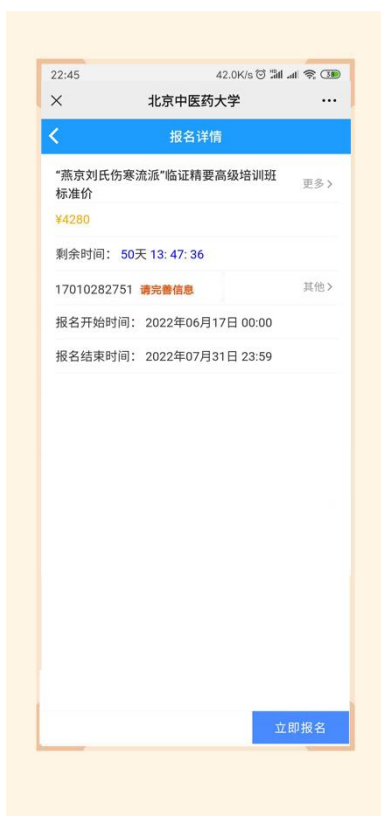 22:45 42.0K/s
北京中医药大学
报名详情
“燕京刘氏伤寒流派”临证精要高级培训班
标准价
更多
¥4280
剩余时间： 50天 13: 47: 36
17010282751 请完善信息 其他
报名开始时间： 2022年06月17日 00:00
报名结束时间： 2022年07月31日 23:59
立即报名